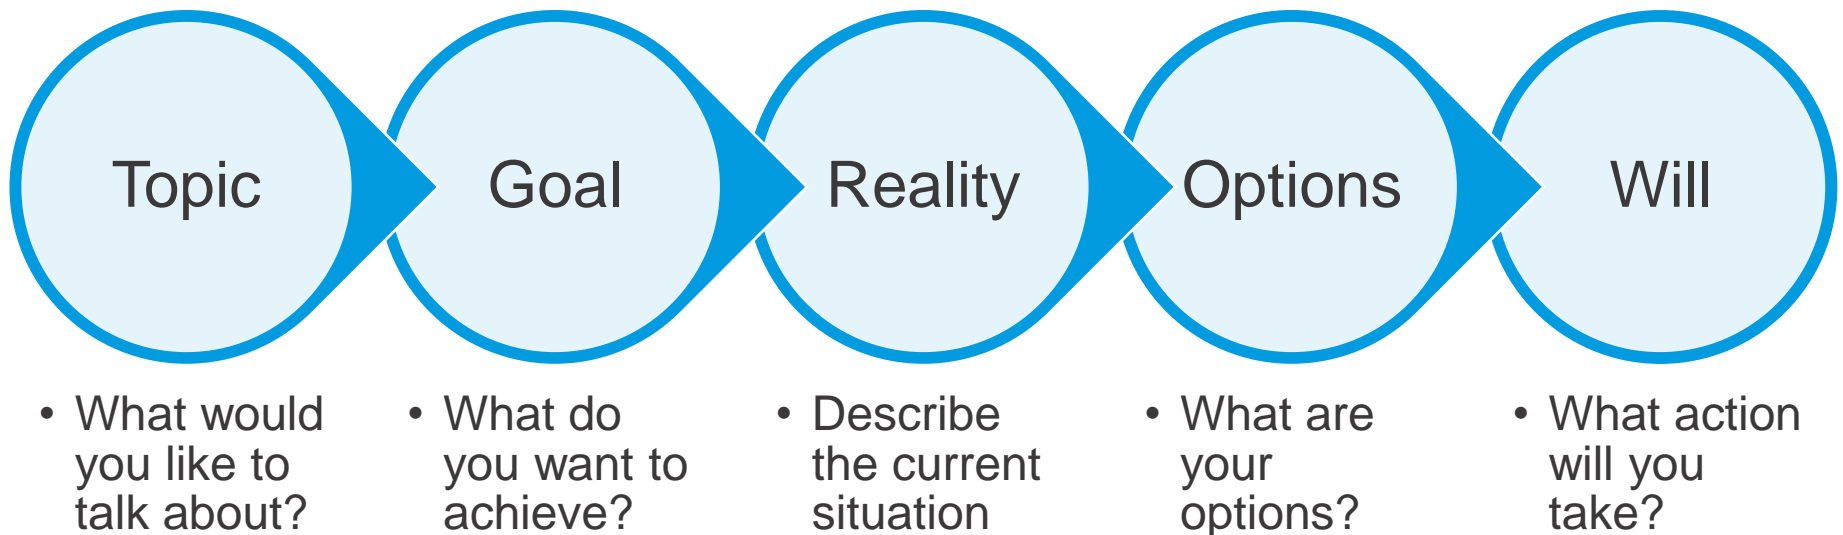 Topic
Goal
Reality
Options
Will
• What would
you like to
talk about?
• What do
you want to
achieve?
• Describe
the current
situation
• What are
your
options?
• What action
will you
take?